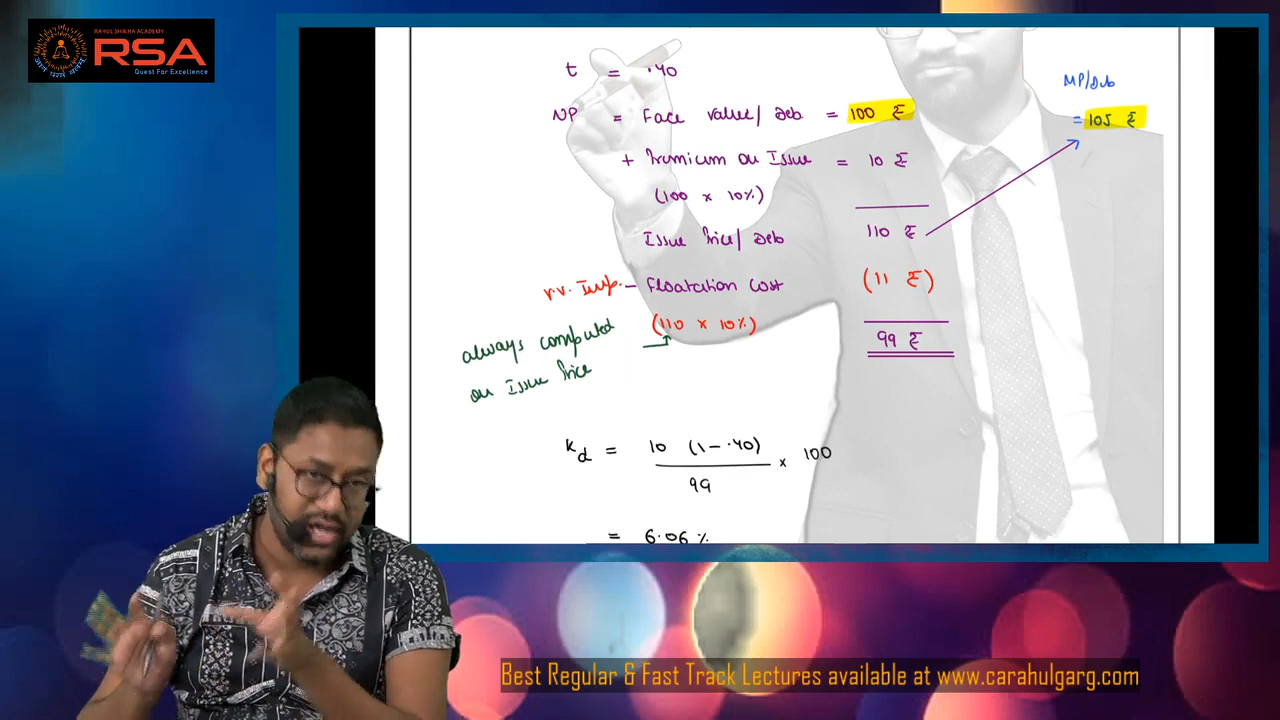 RAHUL SHIKHA ACADEMY
RSA
Quest For Excellence
t = .40
MP/Deb
= 105 ₹
NP = Face value/ Deb = 100 ₹
+ Premium on Issue = 10 ₹
(100 x 10%)
Issue Price/ Deb 110 ₹
v.v. Imp. - Floatation cost (11 ₹)
(110 x 10%)
always computed
on Issue Price
99 ₹
Kd = 10 (1 - .40) x 100
99
= 6.06 %
Best Regular & Fast Track Lectures available at www.carahulgarg.com